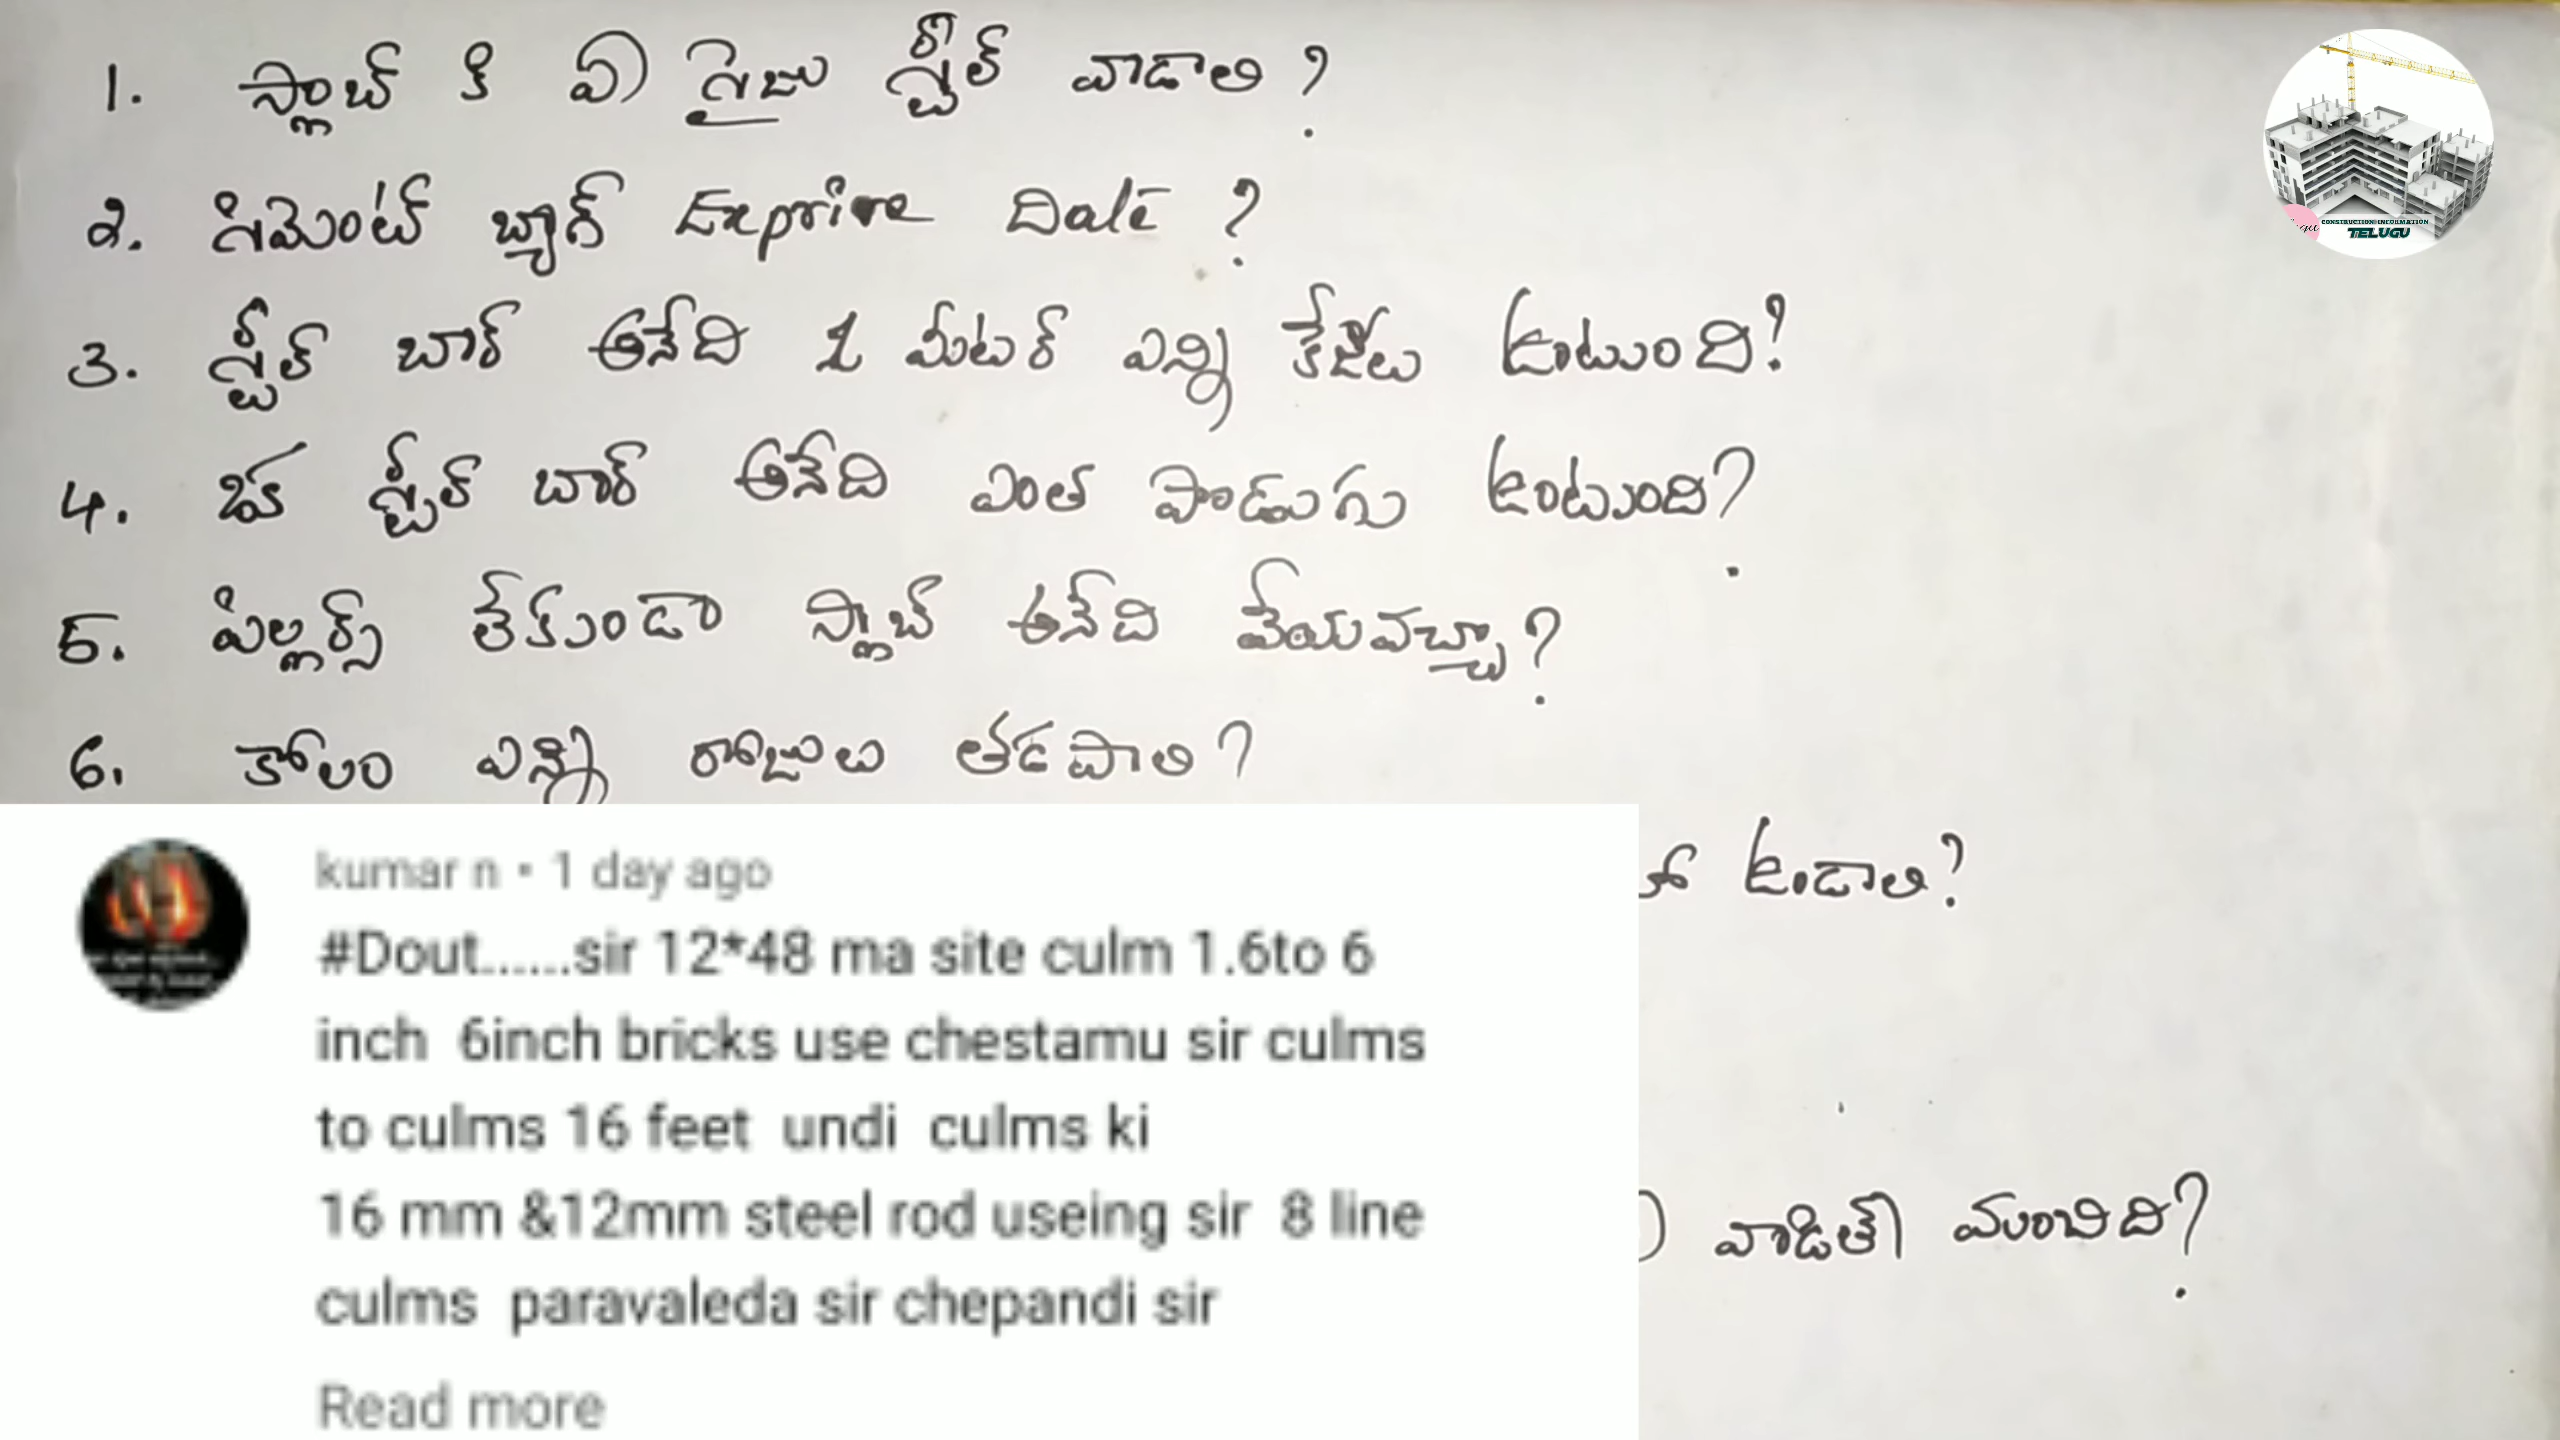 1. స్లాబ్ కి ఏ సైజు స్టీల్ వాడాలి ?
2. సిమెంట్ బ్యాగ్ Exprire Date ?
3. స్టీల్ బార్ అనేది 1 మీటర్ ఎన్ని కేజీలు ఉంటుంది?
4. ఒక స్టీల్ బార్ అనేది ఎంత పొడుగు ఉంటుంది?
5. పిల్లర్స్ లేకుండా స్లాబ్ అనేది వేయవచ్చా?
6. కోలం ఎన్ని రోజులు తడపాలి?
ఉండాలి?
వాడితే మంచిది?
CONSTRUCTION INFORMATION
TELUGU
kumar n • 1 day ago
#Dout......sir 12*48 ma site culm 1.6to 6
inch 6inch bricks use chestamu sir culms
to culms 16 feet undi culms ki
16 mm &12mm steel rod useing sir 8 line
culms paravaleda sir chepandi sir
Read more